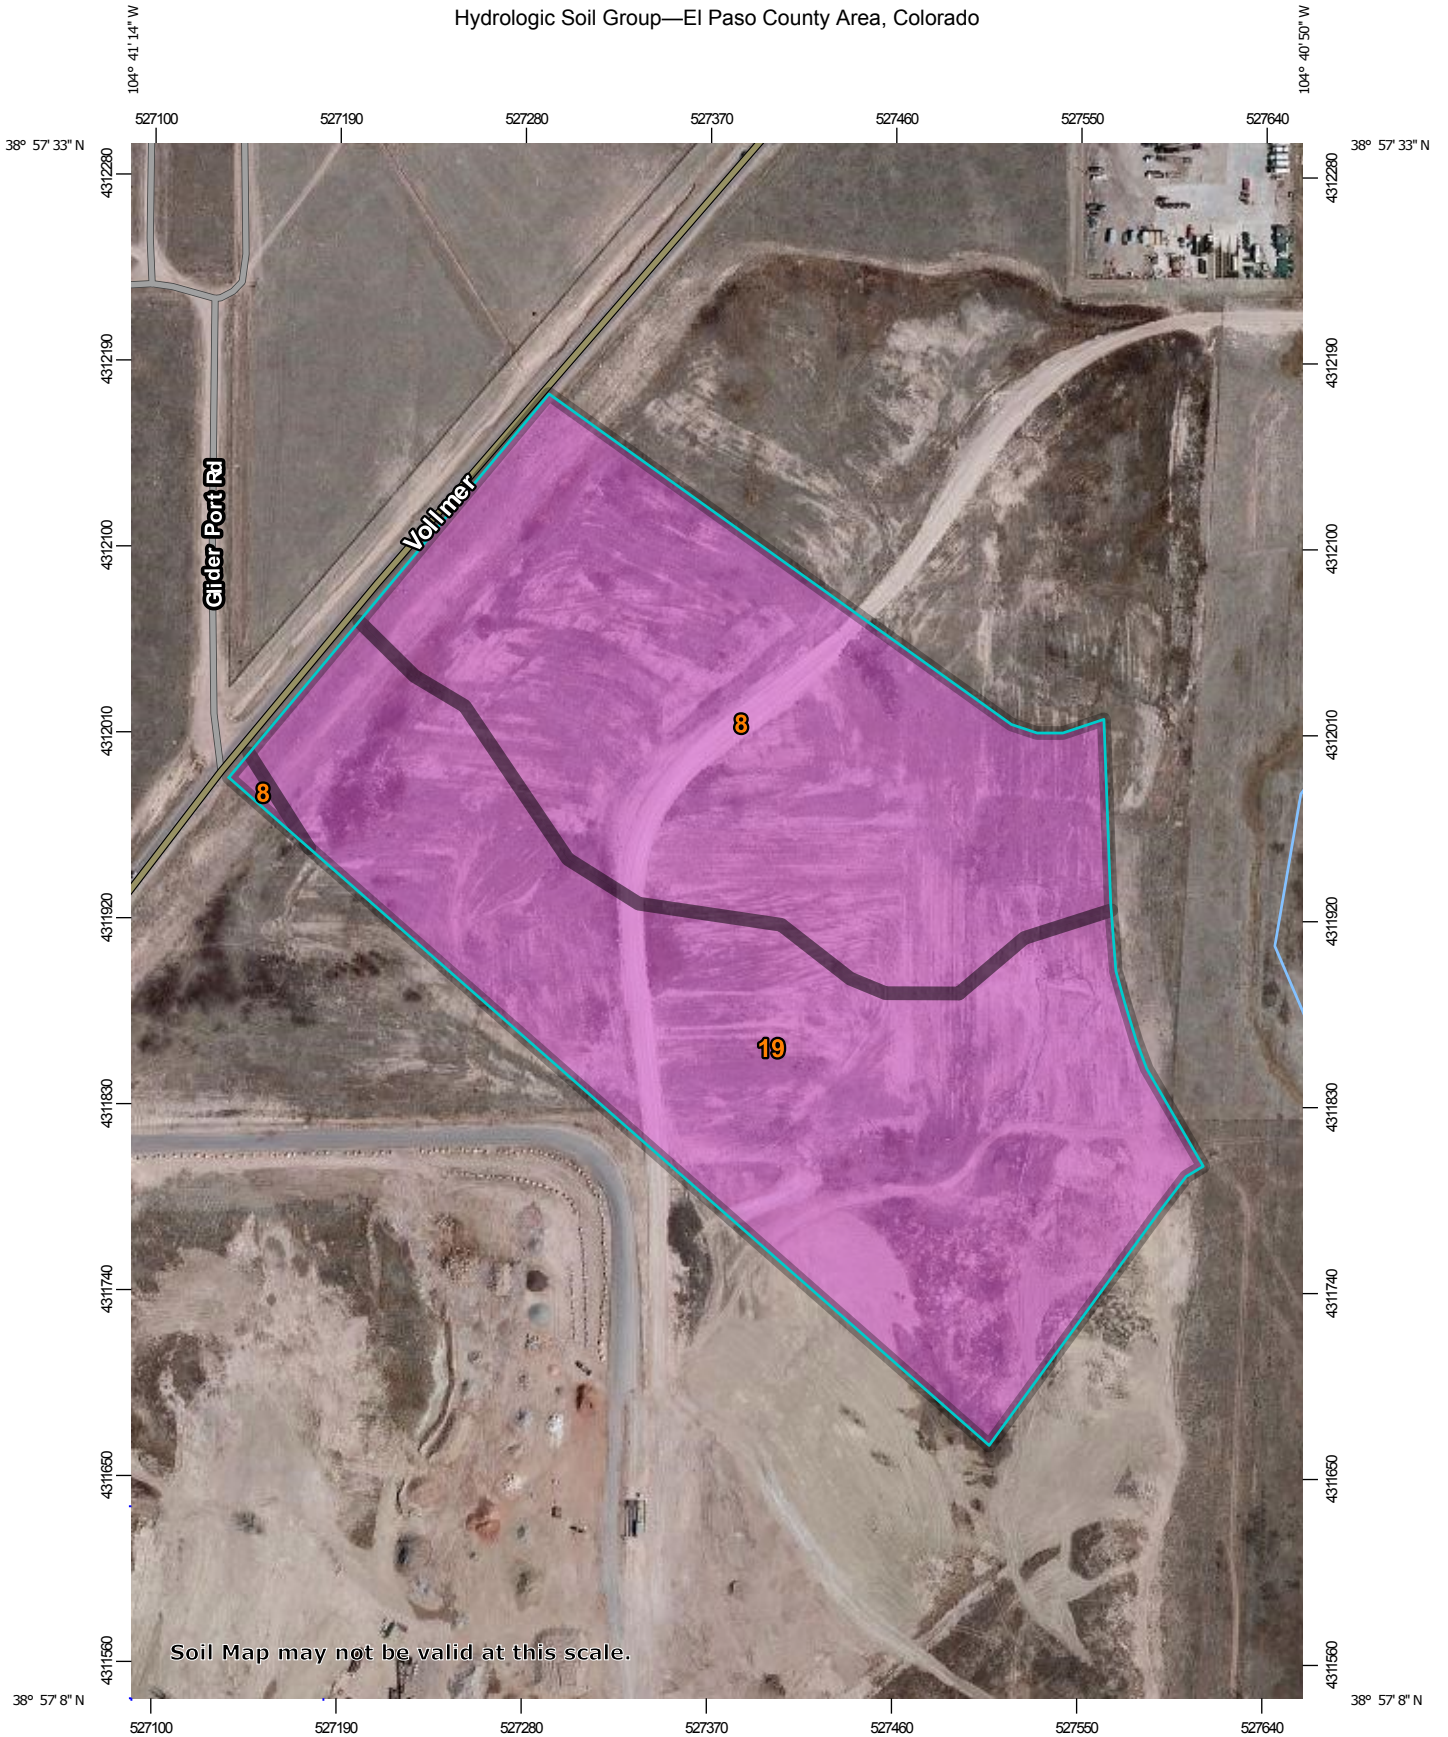 Hydrologic Soil Group—El Paso County Area, Colorado
104° 41' 14" W
104° 40' 50" W
527100 527190 527280 527370 527460 527550 527640
38° 57' 33" N
38° 57' 33" N
4312280
4312280
4312190
4312190
Vollmer
Glider Port Rd
4312100
4312100
8
4312010
4312010
8
4311920
4311920
19
4311830
4311830
4311740
4311740
4311650
4311650
Soil Map may not be valid at this scale.
4311560
4311560
38° 57' 8" N
38° 57' 8" N
527100 527190 527280 527370 527460 527550 527640